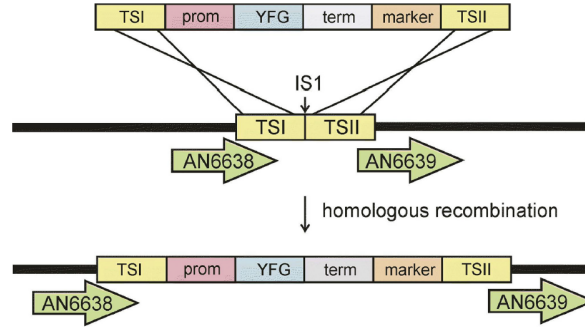 TSI prom YFG term marker TSII
IS1
TSI TSII
AN6638 AN6639
homologous recombination
TSI prom YFG term marker TSII
AN6638 AN6639